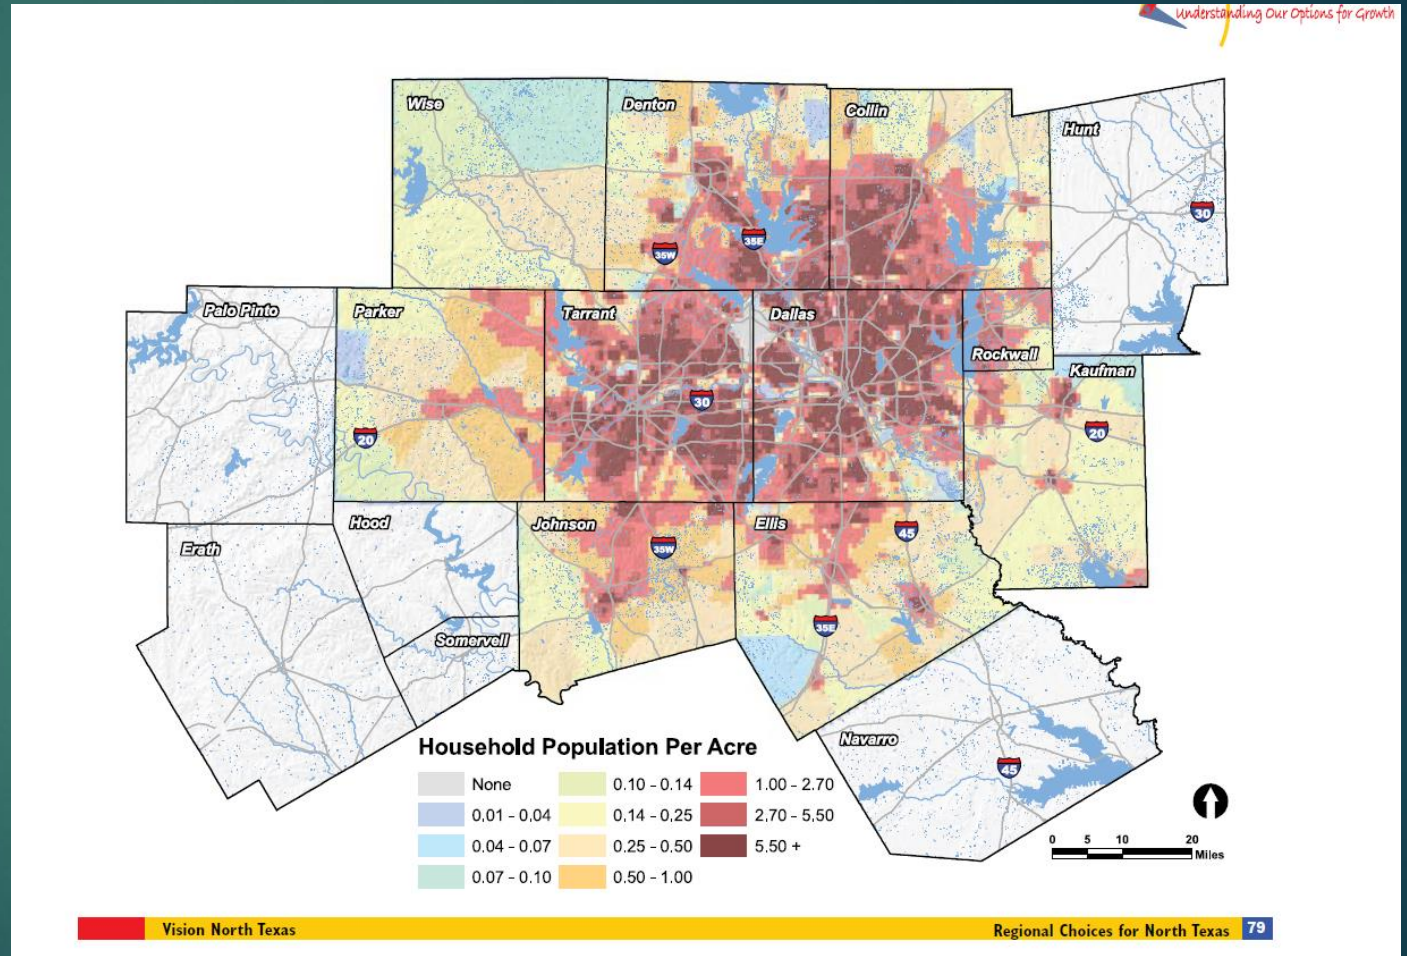 Understanding Our Options for Growth
Wise
Denton
Collin
Hunt
30
35E
35W
Palo Pinto
Parker
Tarrant
Dallas
Rockwall
Kaufman
30
20
20
Hood
Johnson
Ellis
45
Erath
35W
35E
Somervell
Navarro
45
Household Population Per Acre
None
0.10 - 0.14
1.00 - 2.70
0.01 - 0.04
0.14 - 0.25
2.70 - 5.50
0.04 - 0.07
0.25 - 0.50
5.50 +
0.07 - 0.10
0.50 - 1.00
0 5 10 20
Miles
Vision North Texas
Regional Choices for North Texas 79